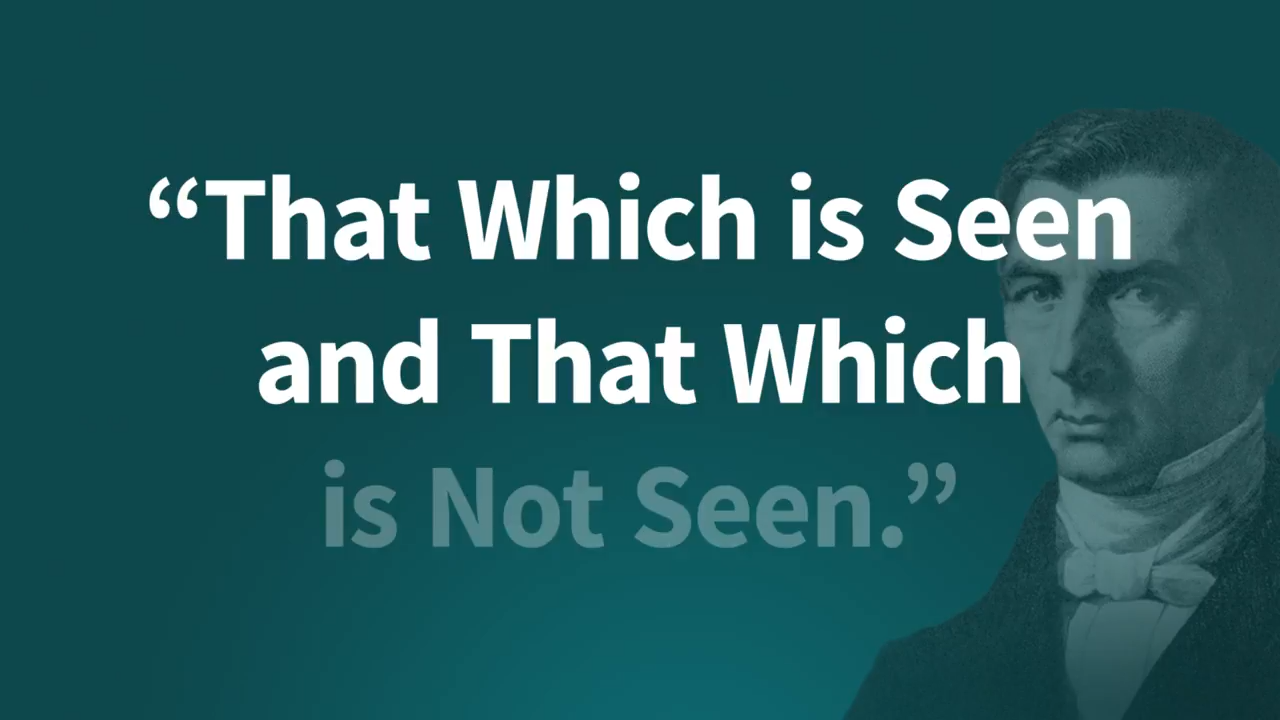 “That Which is Seen
and That Which
is Not Seen.”